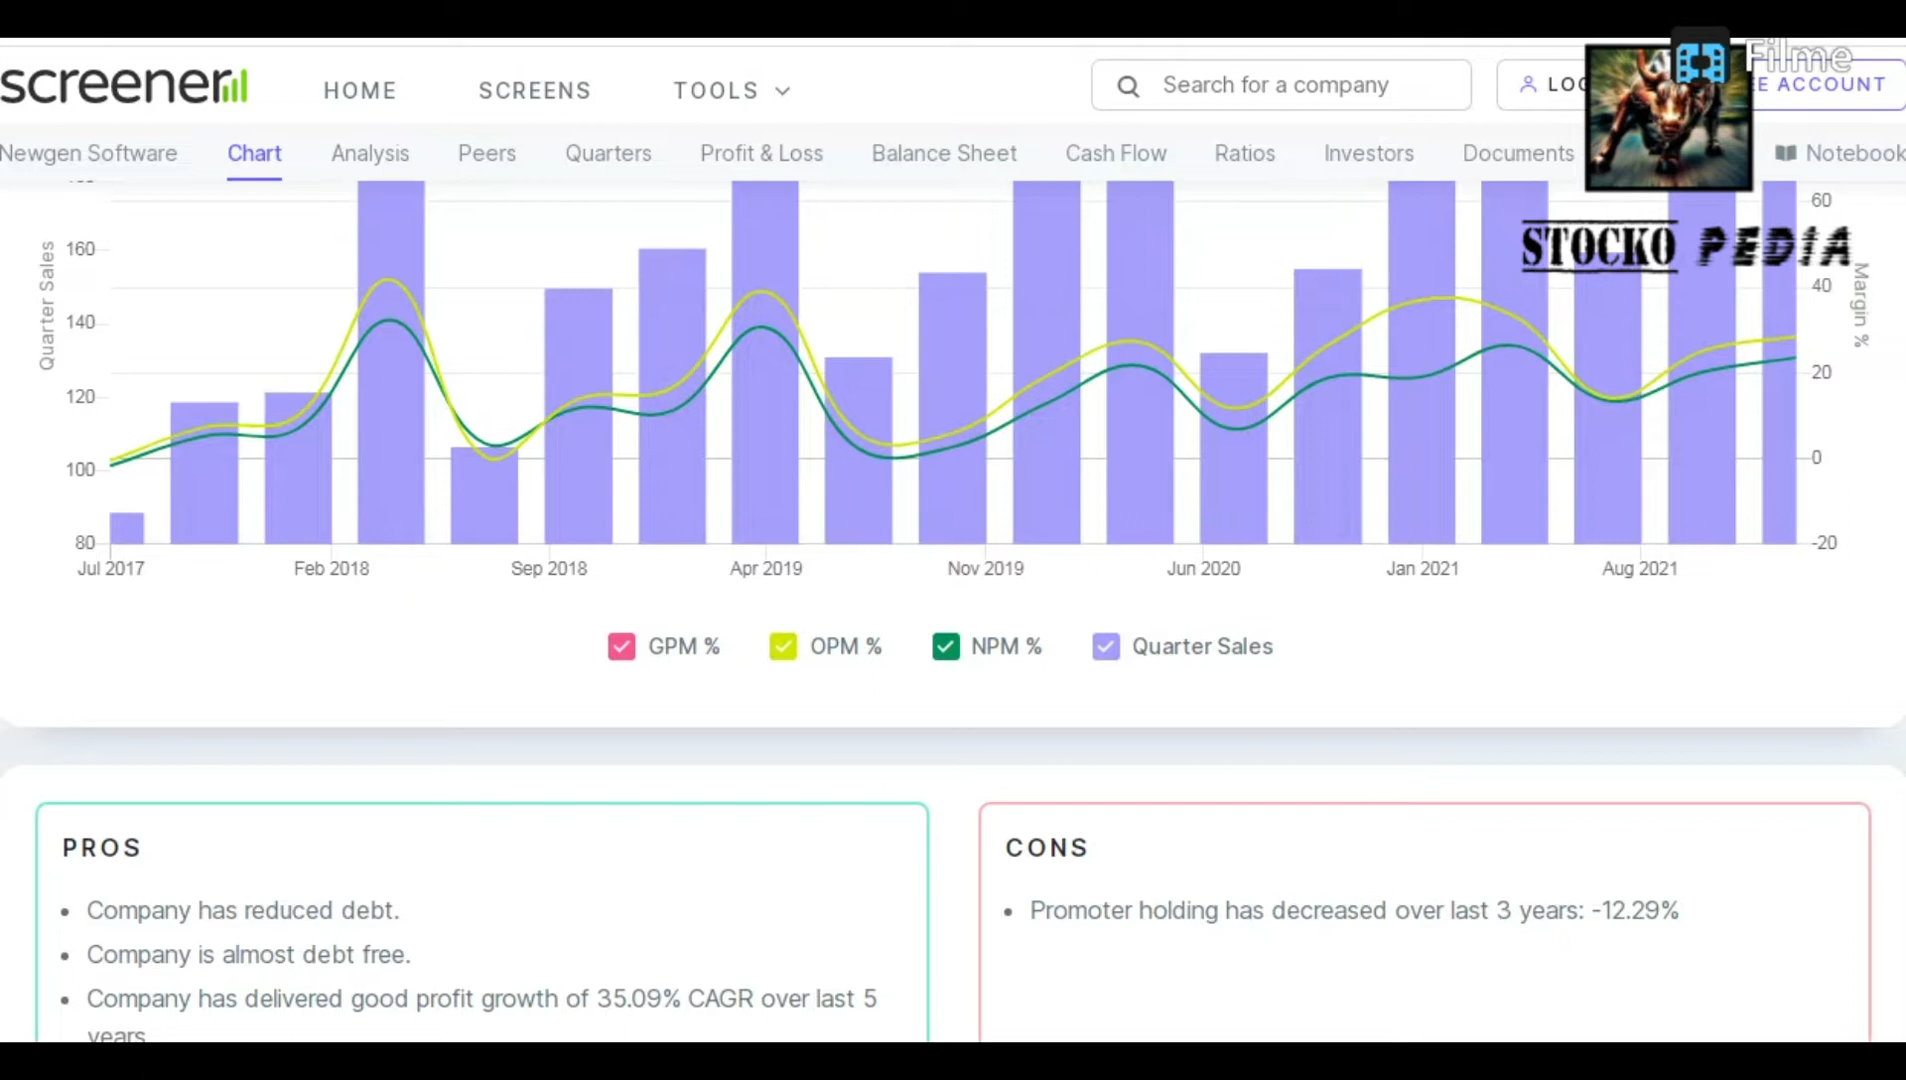 Filme
screener
HOME
SCREENS
TOOLS
Search for a company
ACCOUNT
Newgen Software
Chart
Analysis
Peers
Quarters
Profit & Loss
Balance Sheet
Cash Flow
Ratios
Investors
Documents
Notebook
STOCKO PEDIA
Quarter Sales
160
140
120
100
80
60
40
20
0
-20
Margin %
Jul 2017
Feb 2018
Sep 2018
Apr 2019
Nov 2019
Jun 2020
Jan 2021
Aug 2021
GPM %
OPM %
NPM %
Quarter Sales
PROS
Company has reduced debt.
Company is almost debt free.
Company has delivered good profit growth of 35.09% CAGR over last 5
years
CONS
Promoter holding has decreased over last 3 years: -12.29%